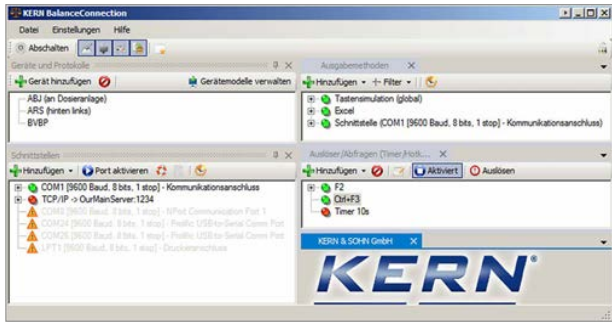 KERN BalanceConnection
Datei Einstellungen Hilfe
Abschalten
Geräte und Protokolle
Gerät hinzufügen Gerätemodelle verwalten
ABJ (an Dosieranlage)
ARS (hinten links)
BVBP
Ausgabemethoden
Hinzufügen Filter
Tastensimulation (global)
Excel
Schnittstelle (COM1 [9600 Baud, 8 bits, 1 stop] - Kommunikationsanschluss)
Schnittstellen
Hinzufügen Port aktivieren
COM1 [9600 Baud, 8 bits, 1 stop] - Kommunikationsanschluss
TCP/IP -> OurMainServer:1234
[9600 Baud, 8 bits, 1 stop] - NPort Communication Port 1
COM24 [9600 Baud, 8 bits, 1 stop] - Prolific USB-to-Serial Comm Port
[9600 Baud, 8 bits, 1 stop] - Prolific USB-to-Serial Comm Port
LPT1 [9600 Baud, 8 bits, 1 stop] - Druckeranschluss
Auslöser/Abfragen (Timer/Hotk...
Hinzufügen Aktiviert Auslösen
F2
Ctrl+F3
Timer 10s
KERN & SOHN GmbH
KERN